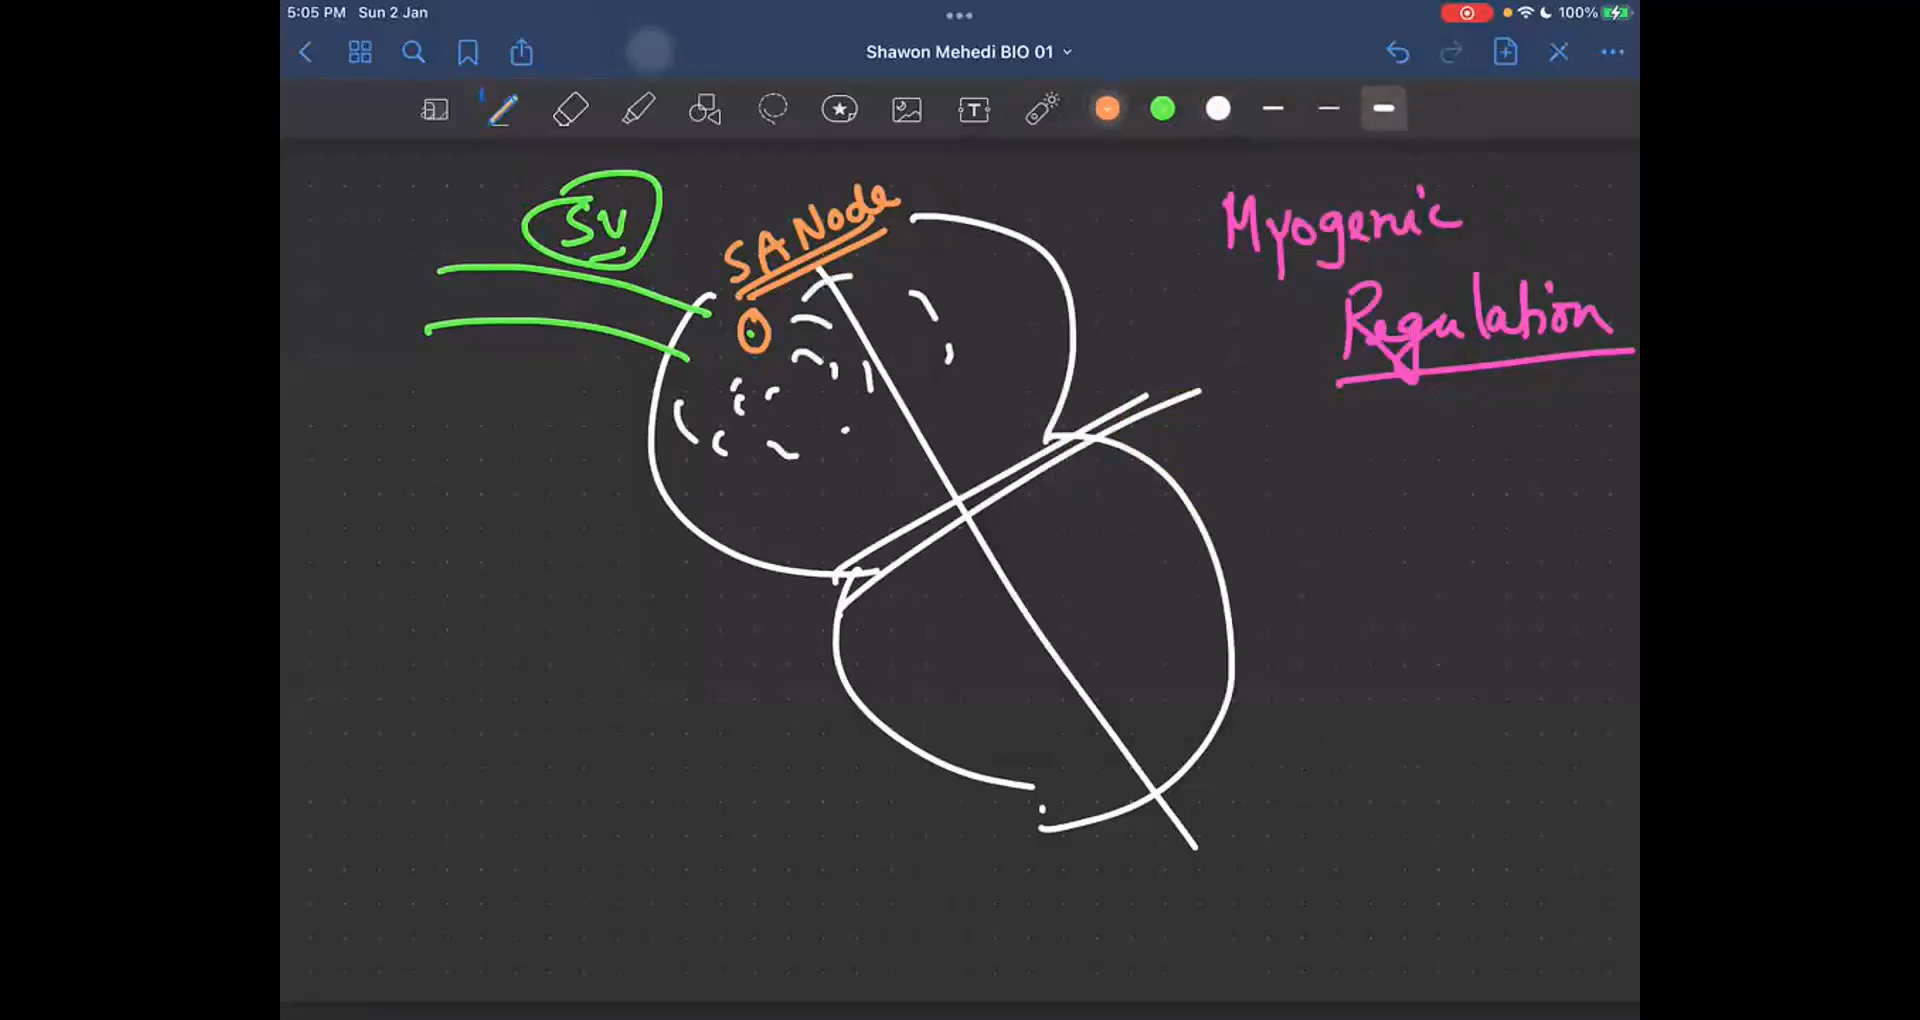 5:05 PM Sun 2 Jan
100%
Shawon Mehedi BIO 01
T
SV
SA Node
Myogenic
Regulation